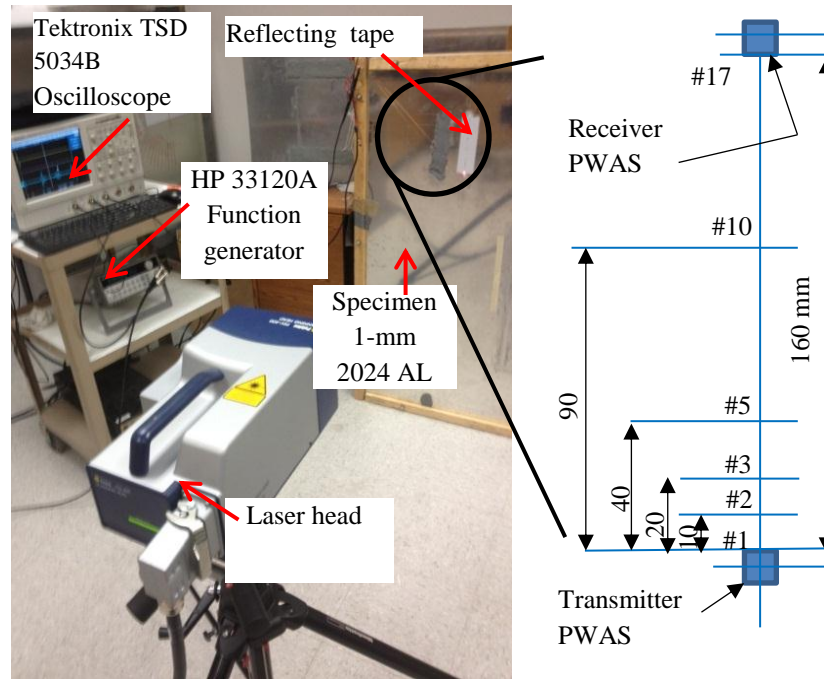 Tektronix TSD
5034B
Oscilloscope
Reflecting tape
HP 33120A
Function
generator
Specimen
1-mm
2024 AL
Laser head
#17
Receiver
PWAS
#10
160 mm
90
#5
40
#3
20
#2
10
#1
Transmitter
PWAS